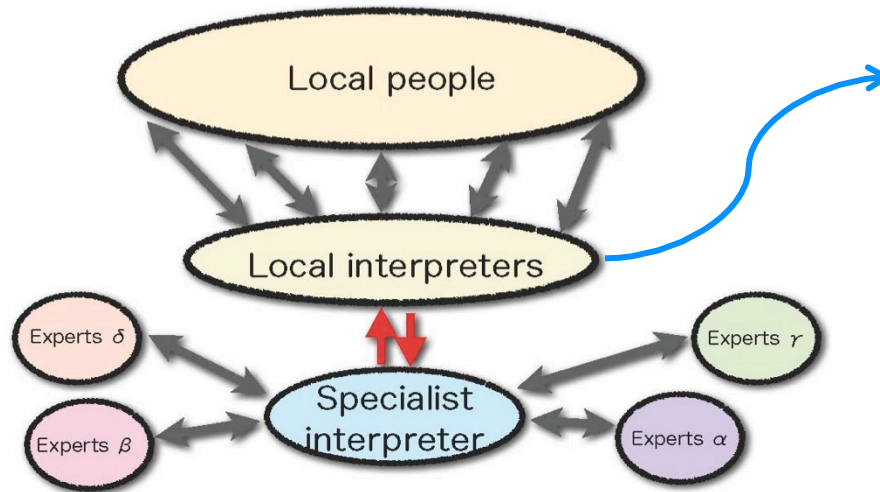 Local people
Local interpreters
Experts δ
Experts γ
Specialist
interpreter
Experts β
Experts α